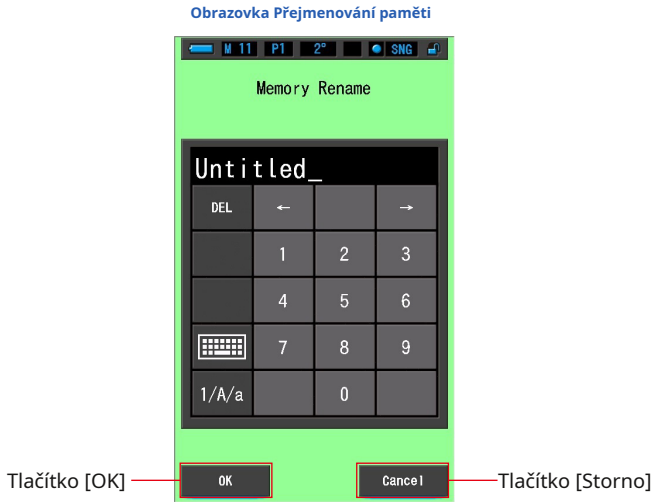 Obrazovka Přejmenování paměti
M 11 P1 2° SNG
Memory Rename
Untitled_
DEL ← →
1 2 3
4 5 6
7 8 9
1/A/a 0
Tlačítko [OK] OK Cancel Tlačítko [Storno]